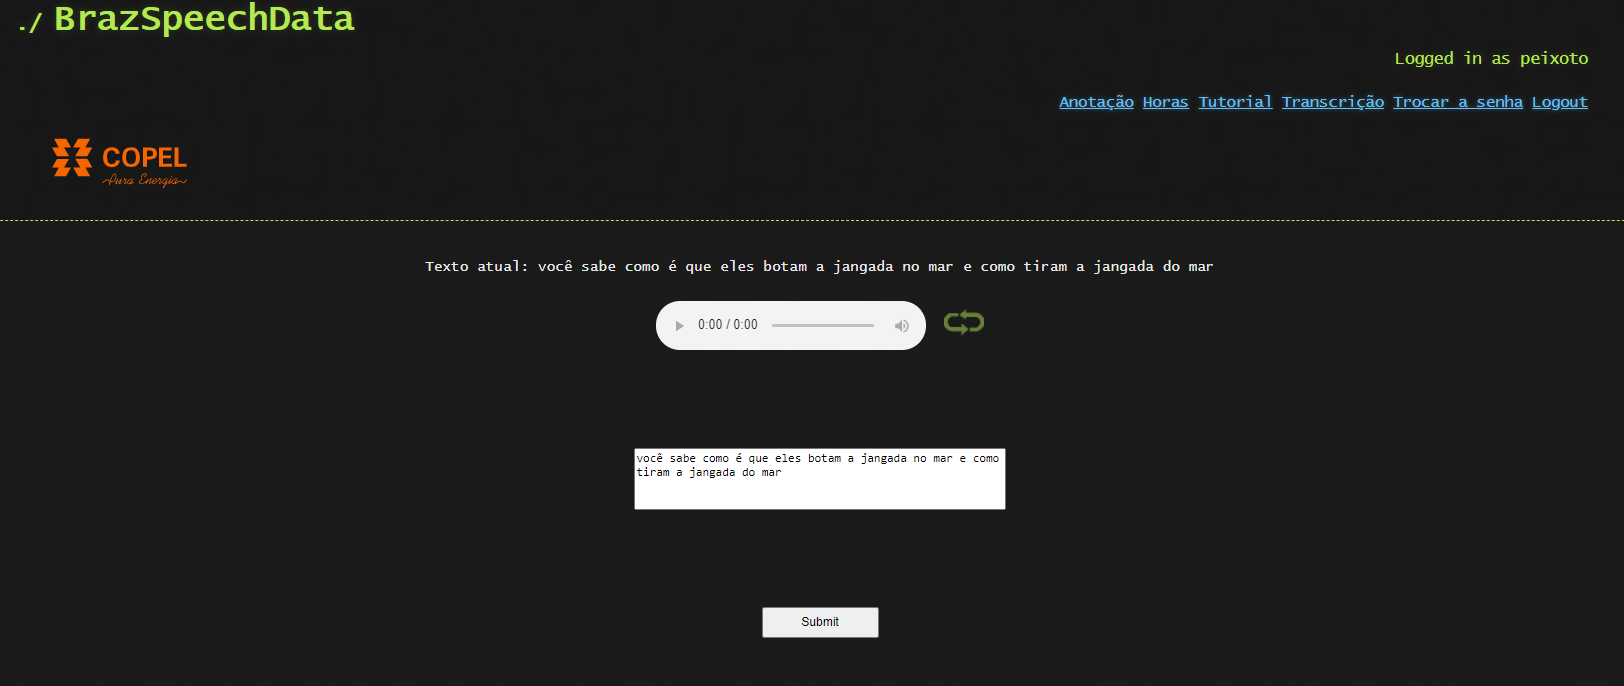 ./ BrazSpeechData
Logged in as peixoto
Anotação Horas Tutorial Transcrição Trocar a senha Logout
COPEL
Pura Energia
Texto atual: você sabe como é que eles botam a jangada no mar e como tiram a jangada do mar
0:00 / 0:00
você sabe como é que eles botam a jangada no mar e como
tiram a jangada do mar
Submit